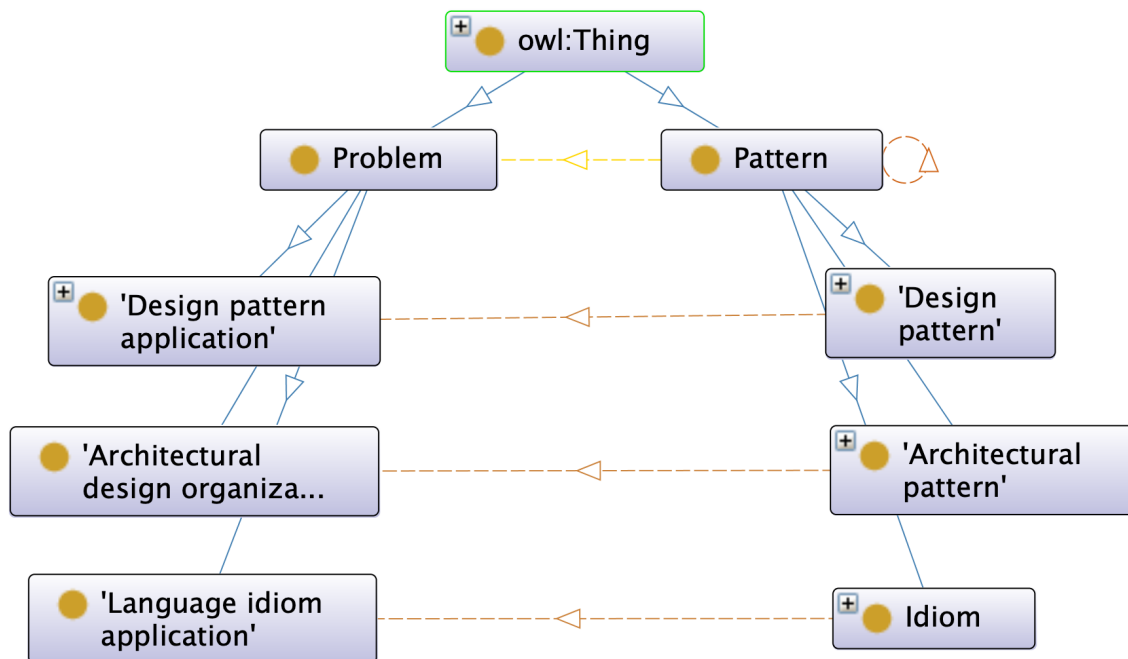 owl:Thing
Problem
Pattern
'Design pattern
application'
'Design
pattern'
'Architectural
design organiza...
'Architectural
pattern'
'Language idiom
application'
Idiom